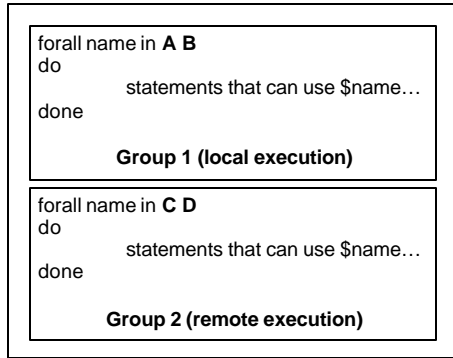 forall name in A B
do
statements that can use $name…
done
Group 1 (local execution)
forall name in C D
do
statements that can use $name…
done
Group 2 (remote execution)